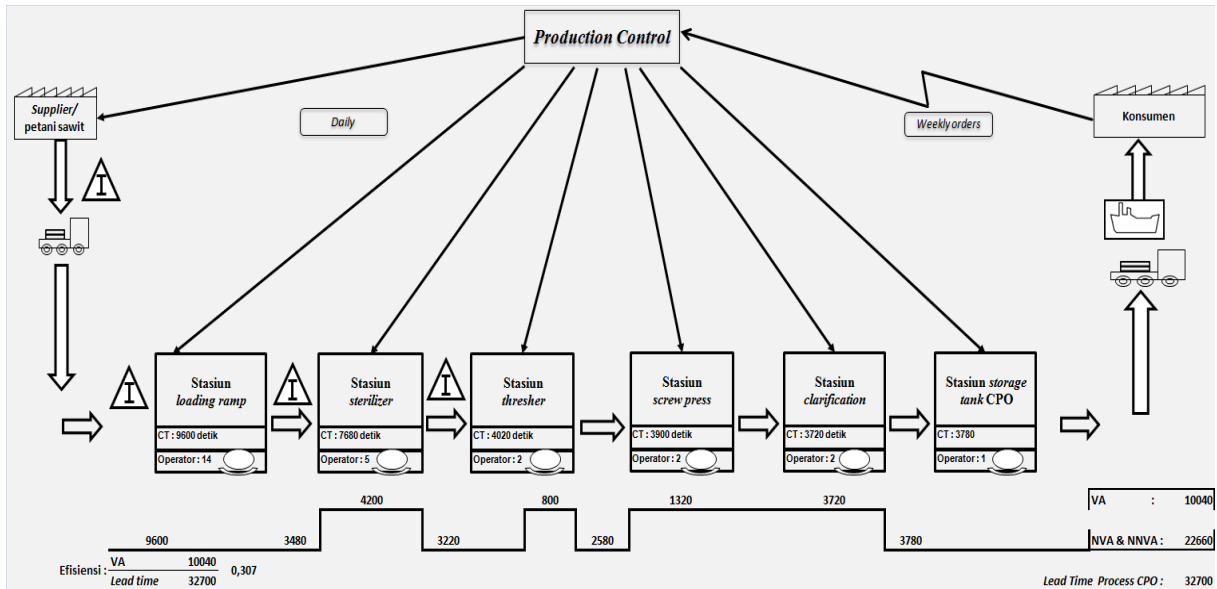 Production Control
Supplier/
petani sawit
Daily
Weekly orders
Konsumen
I
I
I
I
Stasiun
loading ramp
CT : 9600 detik
Operator : 14
Stasiun
sterilizer
CT : 7680 detik
Operator : 5
Stasiun
thresher
CT : 4020 detik
Operator : 2
Stasiun
screw press
CT : 3900 detik
Operator : 2
Stasiun
clarification
CT : 3720 detik
Operator : 2
Stasiun storage
tank CPO
CT : 3780
Operator : 1
4200
800
1320
3720
9600
3480
3220
2580
3780
VA : 10040
NVA & NNVA : 22660
Efisiensi : VA 10040
Lead time 32700
0,307
Lead Time Process CPO : 32700